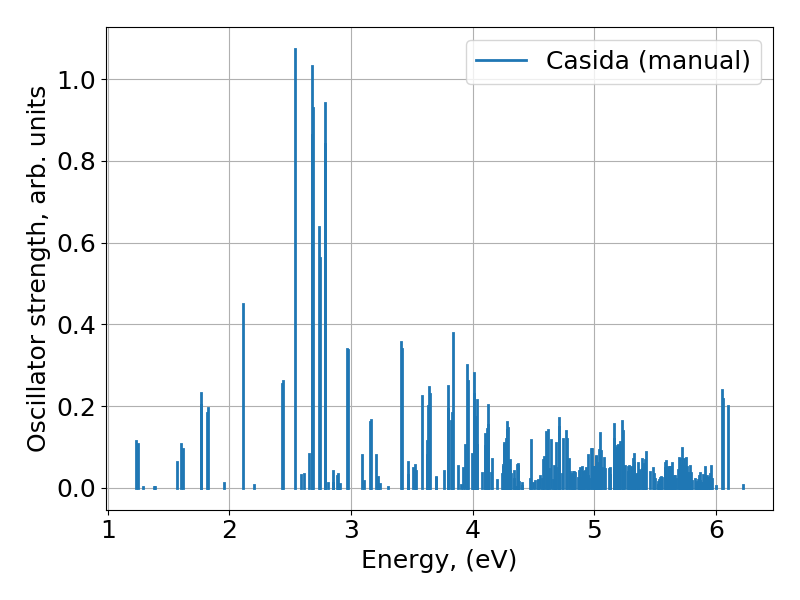 Casida (manual)
1.0
0.8
0.6
0.4
0.2
0.0
Oscillator strength, arb. units
1 2 3 4 5 6
Energy, (eV)